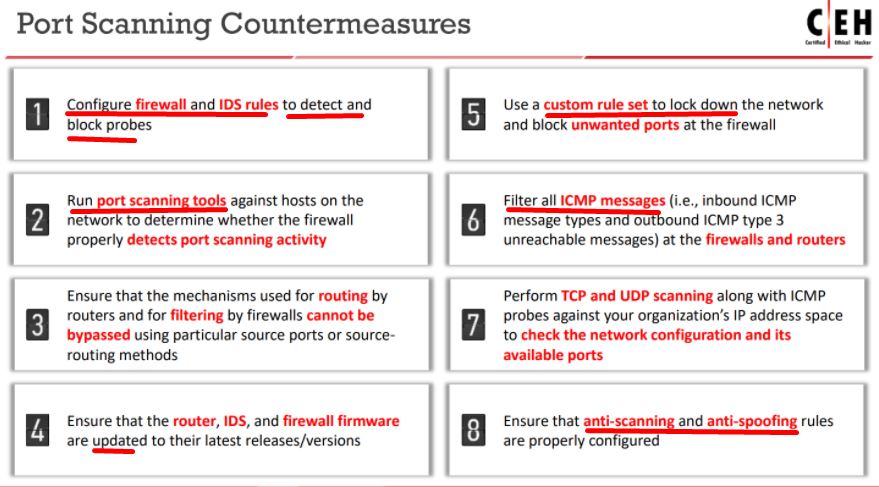 Port Scanning Countermeasures
C|EH
Certified Ethical Hacker
1
Configure firewall and IDS rules to detect and
block probes
2
Run port scanning tools against hosts on the
network to determine whether the firewall
properly detects port scanning activity
3
Ensure that the mechanisms used for routing by
routers and for filtering by firewalls cannot be
bypassed using particular source ports or source-
routing methods
4
Ensure that the router, IDS, and firewall firmware
are updated to their latest releases/versions
5
Use a custom rule set to lock down the network
and block unwanted ports at the firewall
6
Filter all ICMP messages (i.e., inbound ICMP
message types and outbound ICMP type 3
unreachable messages) at the firewalls and routers
7
Perform TCP and UDP scanning along with ICMP
probes against your organization's IP address space
to check the network configuration and its
available ports
8
Ensure that anti-scanning and anti-spoofing rules
are properly configured